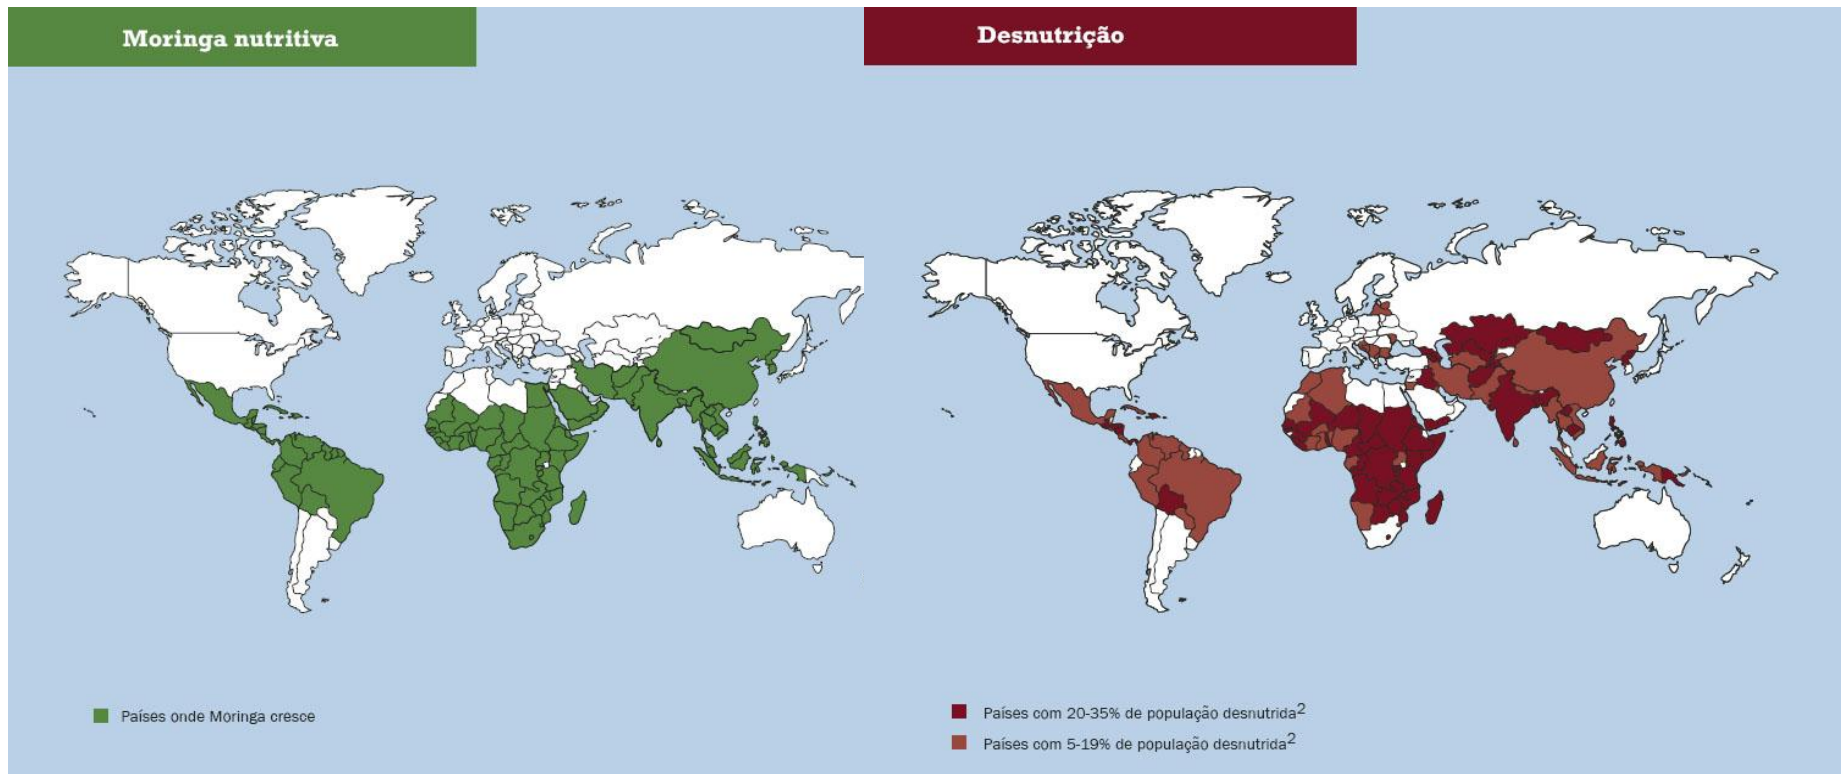 Moringa nutritiva
Desnutrição
Países onde Moringa cresce
Países com 20-35% de população desnutrida2
Países com 5-19% de população desnutrida2